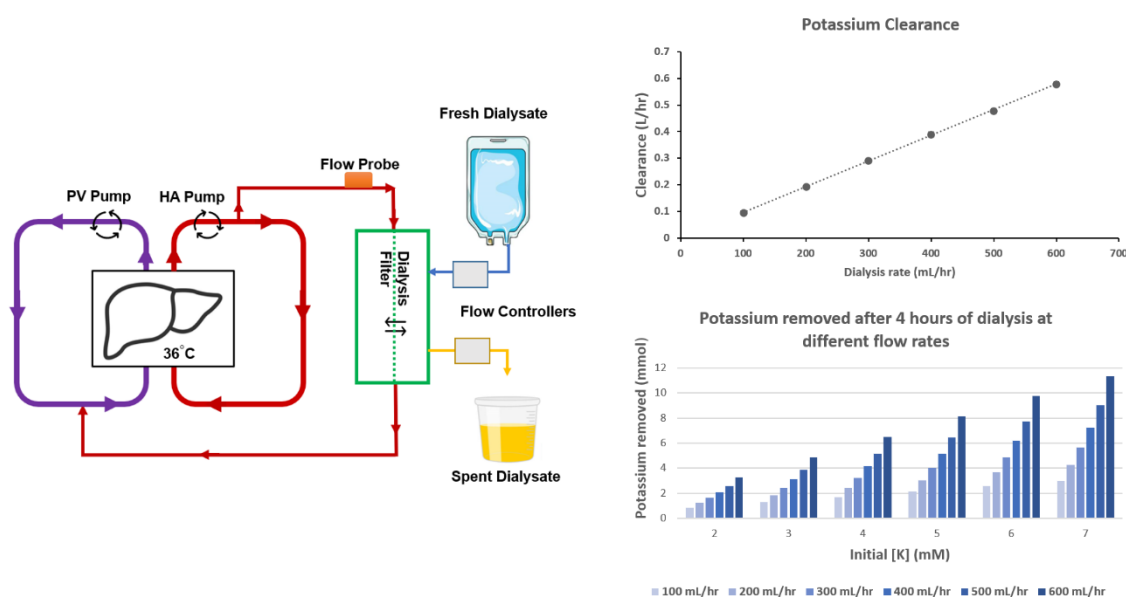 Fresh Dialysate
Flow Probe
PV Pump
HA Pump
Dialysis
Filter
Flow Controllers
36°C
Spent Dialysate
Potassium Clearance
Clearance (L/hr)
0.7
0.6
0.5
0.4
0.3
0.2
0.1
0
100
200
300
400
500
600
700
Dialysis rate (mL/hr)
Potassium removed after 4 hours of dialysis at
different flow rates
Potassium removed (mmol)
12
10
8
6
4
2
0
2
3
4
5
6
7
Initial [K] (mM)
100 mL/hr
200 mL/hr
300 mL/hr
400 mL/hr
500 mL/hr
600 mL/hr